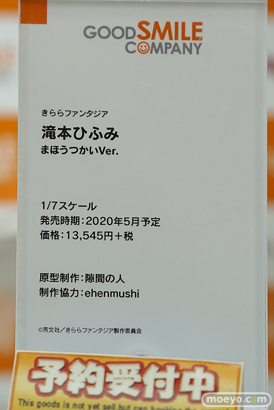 GOODSMILE
COMPANY
きららファンタジア
滝本ひふみ
まほうつかいVer.
1/7スケール
発売時期:2020年5月予定
価格:13,545円+税
原型制作:隙間の人
制作協力:ehenmushi
©芳文社/きららファンタジア製作委員会
予約受付中
This goods is not yet sell but can
moeyo.com